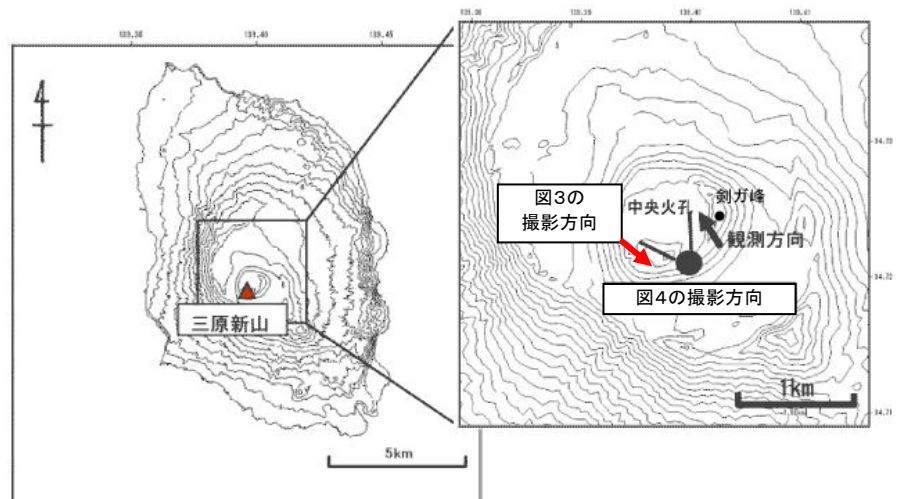 139.35
139.40
139.45
4
三原新山
5km
139.38
139.39
139.40
139.41
34.73
34.72
34.71
図3の
撮影方向
中央火孔
剣ガ峰
観測方向
図4の撮影方向
1km